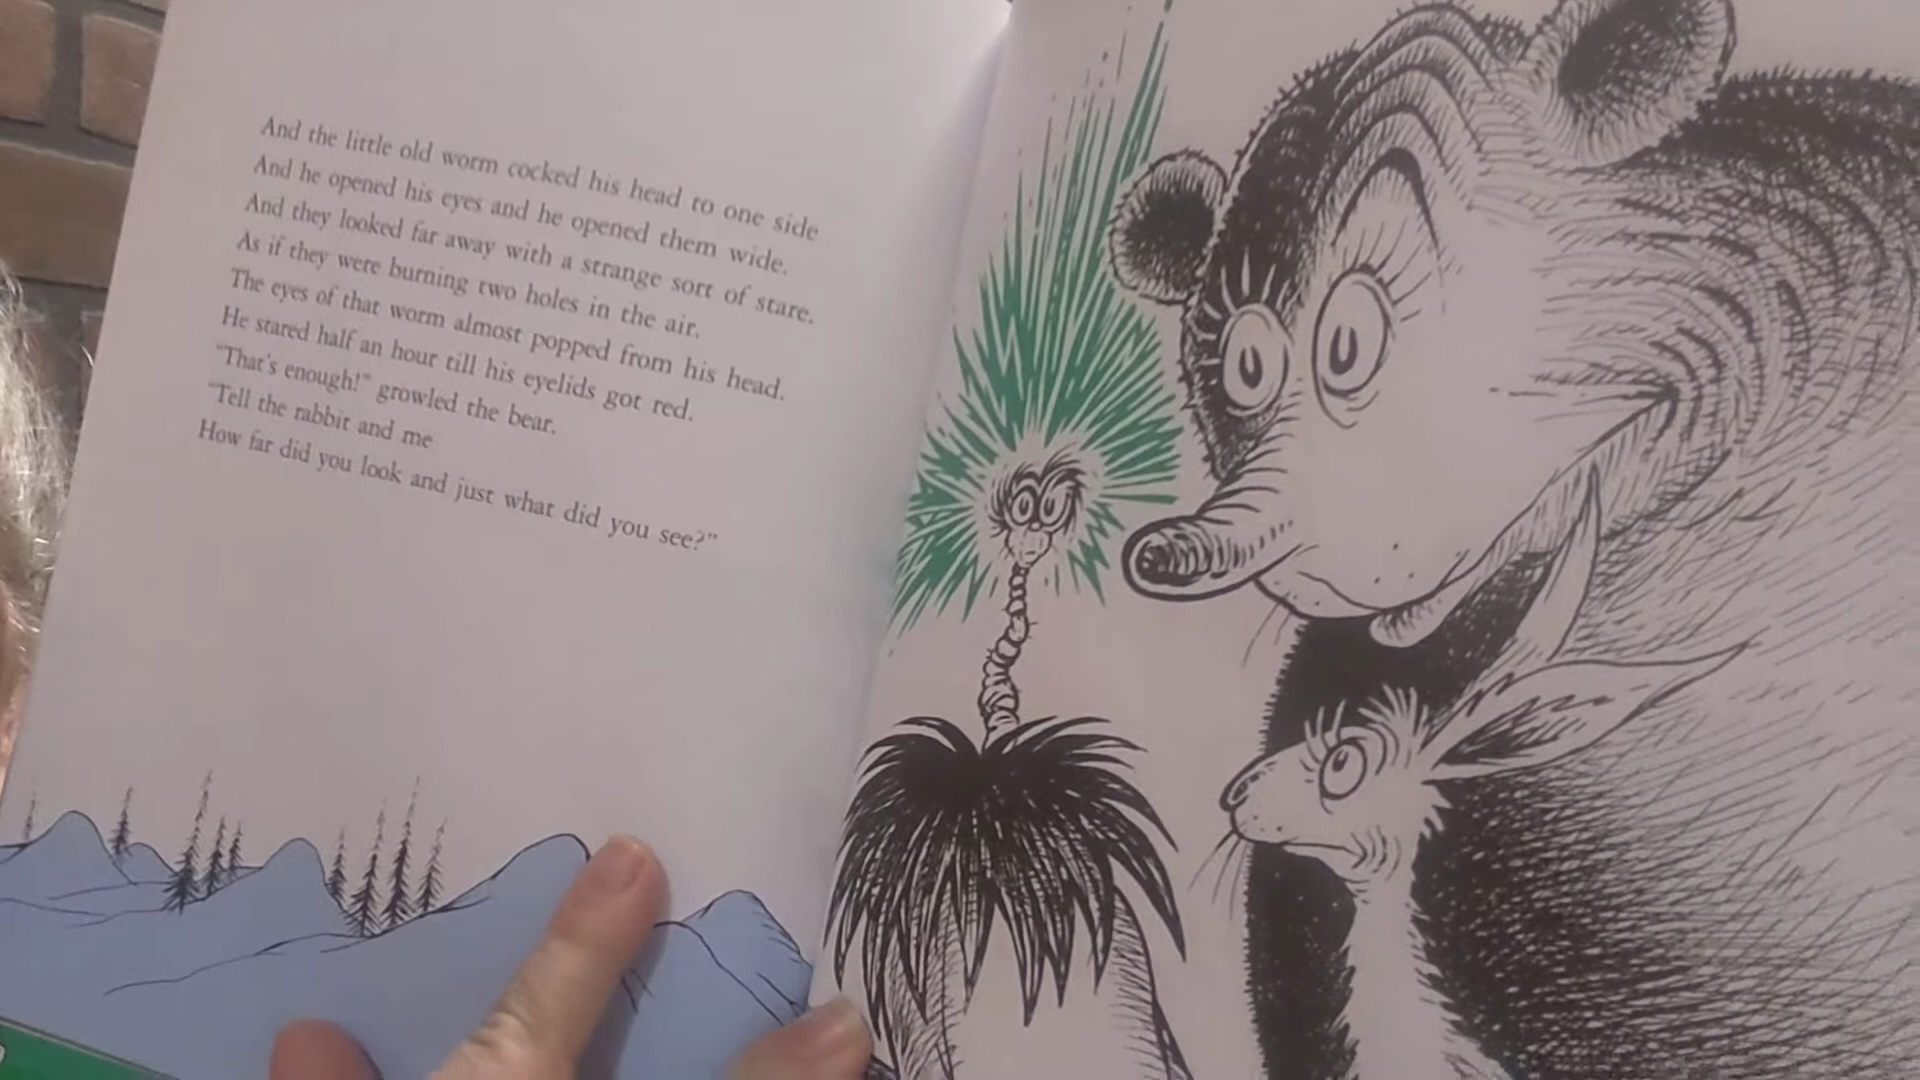 And the little old worm cocked his head to one side
And he opened his eyes and he opened them wide.
And they looked far away with a strange sort of stare.
As if they were burning two holes in the air.
The eyes of that worm almost popped from his head.
He stared half an hour till his eyelids got red.
"That's enough!" growled the bear.
"Tell the rabbit and me
How far did you look and just what did you see?"